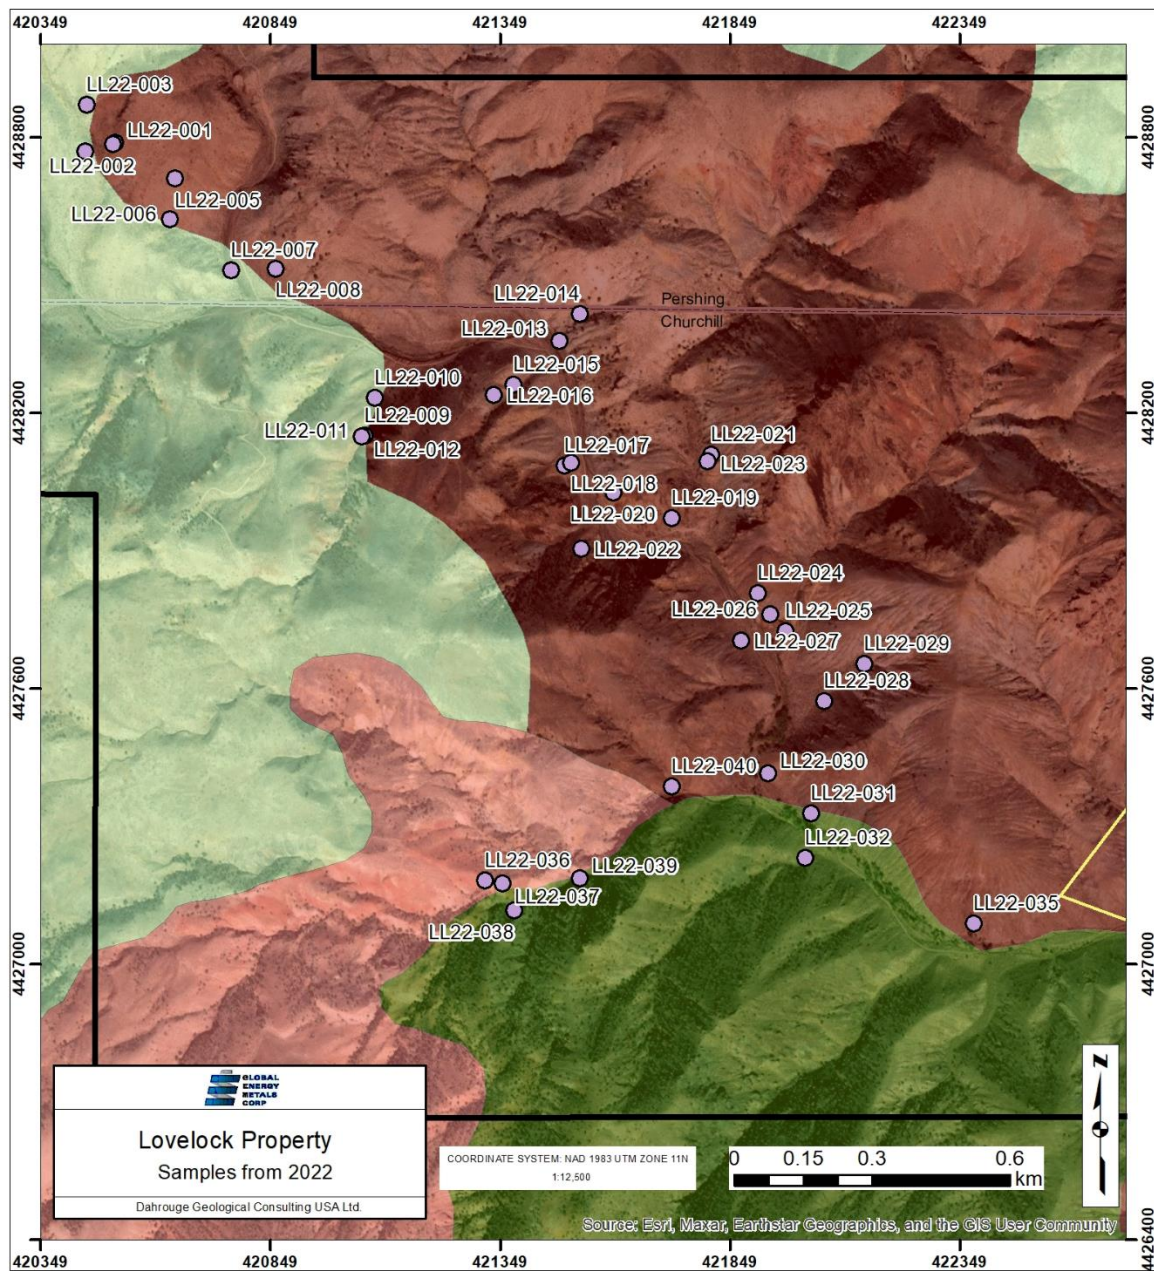 420349 420849 421349 421849 422349
LL22-003
4428800
LL22-001
4428800
LL22-002
LL22-005
LL22-006
LL22-007
LL22-008
LL22-014
Pershing
Churchill
LL22-013
LL22-015
LL22-010
LL22-016
4428200
LL22-009
4428200
LL22-011
LL22-012
LL22-017
LL22-021
LL22-023
LL22-018
LL22-019
LL22-020
LL22-022
LL22-024
LL22-026
LL22-025
LL22-027
LL22-029
LL22-028
4427600
4427600
LL22-040
LL22-030
LL22-031
LL22-032
LL22-036
LL22-039
LL22-037
LL22-035
LL22-038
4427000
4427000
GLOBAL
ENERGY
METALS
CORP
Lovelock Property
Samples from 2022
Dahrouge Geological Consulting USA Ltd.
COORDINATE SYSTEM: NAD 1983 UTM ZONE 11N
1:12,500
0 0.15 0.3 0.6
km
N
Source: Esri, Maxar, Earthstar Geographics, and the GIS User Community
4426400
420349 420849 421349 421849 422349